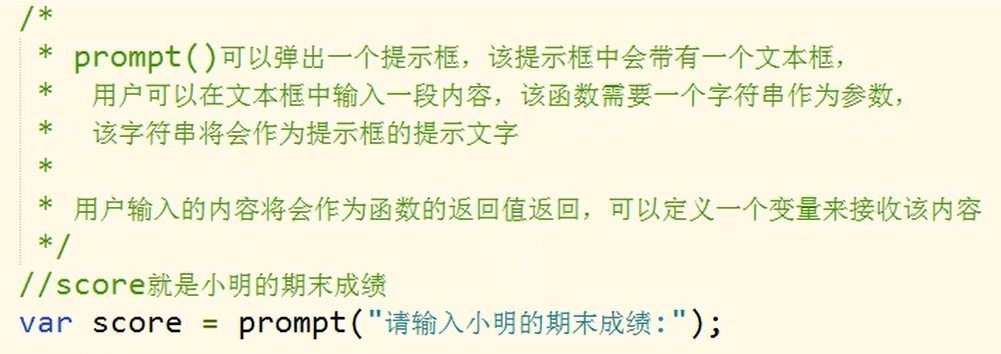 /*
* prompt()可以弹出一个提示框，该提示框中会带有一个文本框，
* 用户可以在文本框中输入一段内容，该函数需要一个字符串作为参数，
* 该字符串将会作为提示框的提示文字
*
* 用户输入的内容将会作为函数的返回值返回，可以定义一个变量来接收该内容
*/
//score就是小明的期末成绩
var score = prompt("请输入小明的期末成绩:");